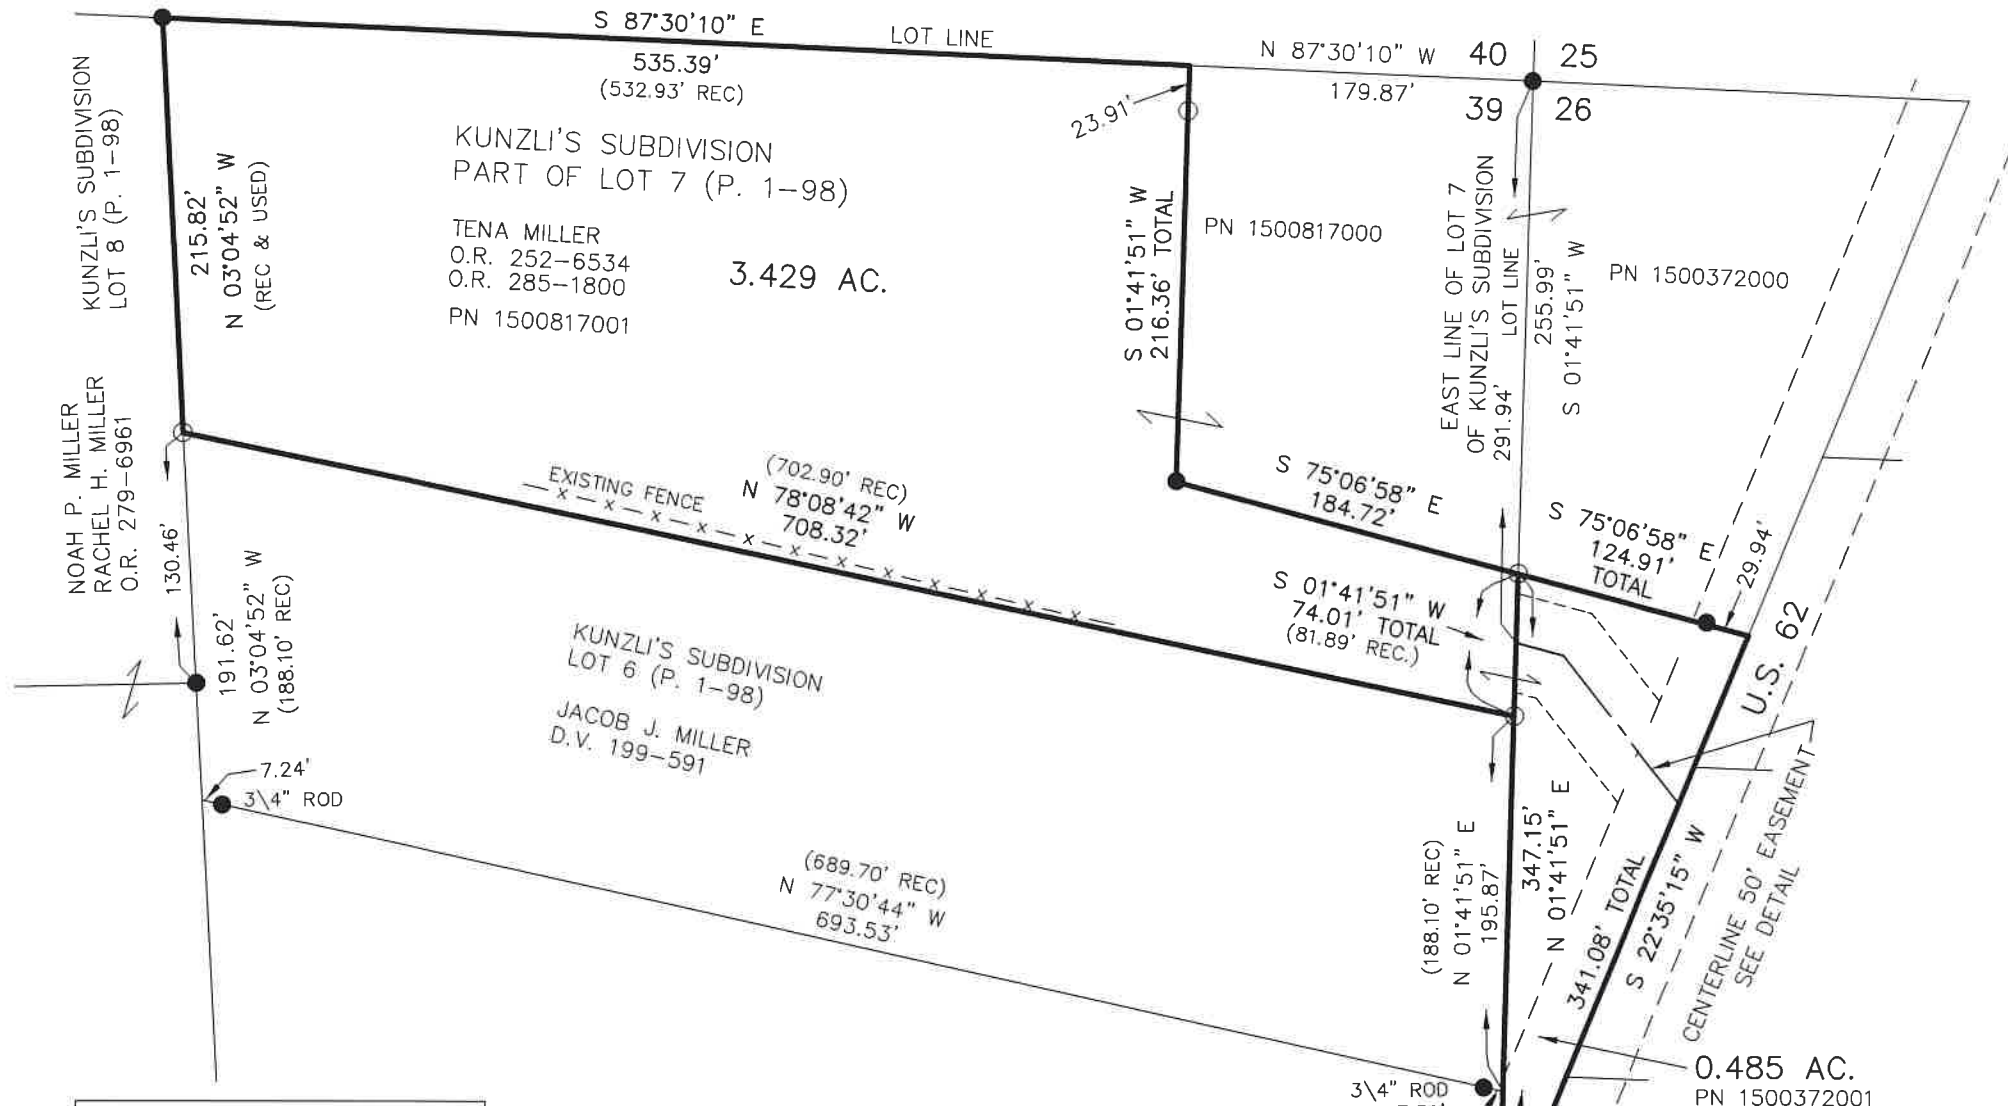 S 87°30'10" E
LOT LINE
535.39'
(532.93' REC)
N 87°30'10" W
179.87'
40
25
39
26
23.91'
KUNZLI'S SUBDIVISION
LOT 8 (P. 1-98)
215.82'
N 03°04'52" W
(REC & USED)
KUNZLI'S SUBDIVISION
PART OF LOT 7 (P. 1-98)
TENA MILLER
O.R. 252-6534
O.R. 285-1800
PN 1500817001
3.429 AC.
S 01°41'51" W
216.36' TOTAL
PN 1500817000
EAST LINE OF LOT 7
OF KUNZLI'S SUBDIVISION
291.94'
LOT LINE
255.99'
S 01°41'51" W
PN 1500372000
NOAH P. MILLER
RACHEL H. MILLER
O.R. 279-6961
130.46'
191.62'
N 03°04'52" W
(188.10' REC)
EXISTING FENCE
(702.90' REC)
N 78°08'42" W
708.32'
S 75°06'58" E
184.72'
S 75°06'58" E
124.91'
TOTAL
29.94'
S 01°41'51" W
74.01' TOTAL
(81.89' REC.)
U.S. 62
KUNZLI'S SUBDIVISION
LOT 6 (P. 1-98)
JACOB J. MILLER
D.V. 199-591
7.24'
3\4" ROD
(689.70' REC)
N 77°30'44" W
693.53'
(188.10' REC)
N 01°41'51" E
195.87'
347.15'
N 01°41'51" E
341.08' TOTAL
S 22°35'15" W
CENTERLINE 50' EASEMENT
SEE DETAIL
0.485 AC.
PN 1500372001
3\4" ROD